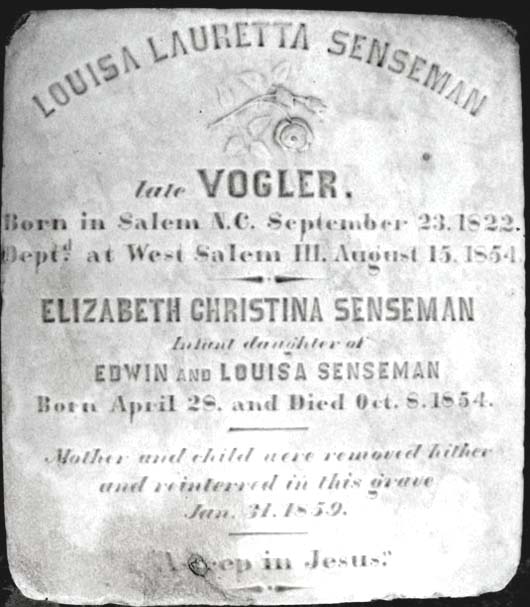 LOUISA LAURETTA SENSEMAN
late VOGLER.
Born in Salem N.C. September 23. 1822.
Dept.d at West Salem Ill. August 15. 1854.
ELIZABETH CHRISTINA SENSEMAN
Infant daughter of
EDWIN AND LOUISA SENSEMAN
Born April 28. and Died Oct. 8. 1854.
Mother and child were removed hither
and reinterred in this grave
Jan. 31. 1859.
in Jesus."